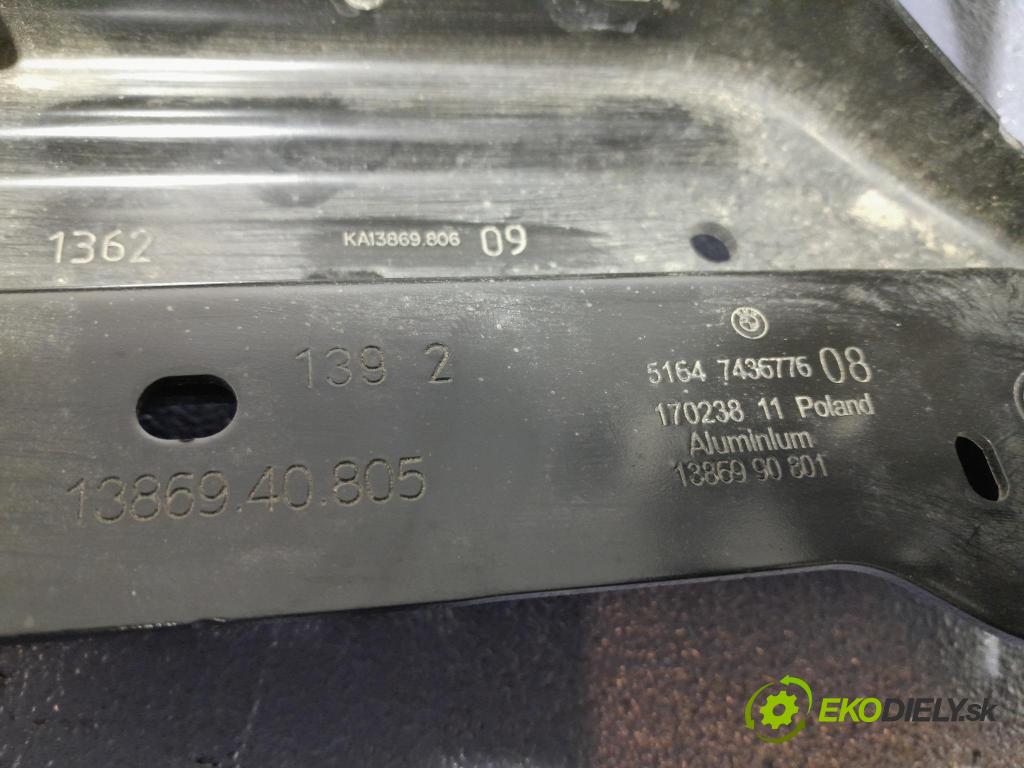 1362
KA13869.806 09
139 2
13869.40.805
5164 7436776 08
170238 11 Poland
Aluminium
13869 90 801
EKODIELY.sk